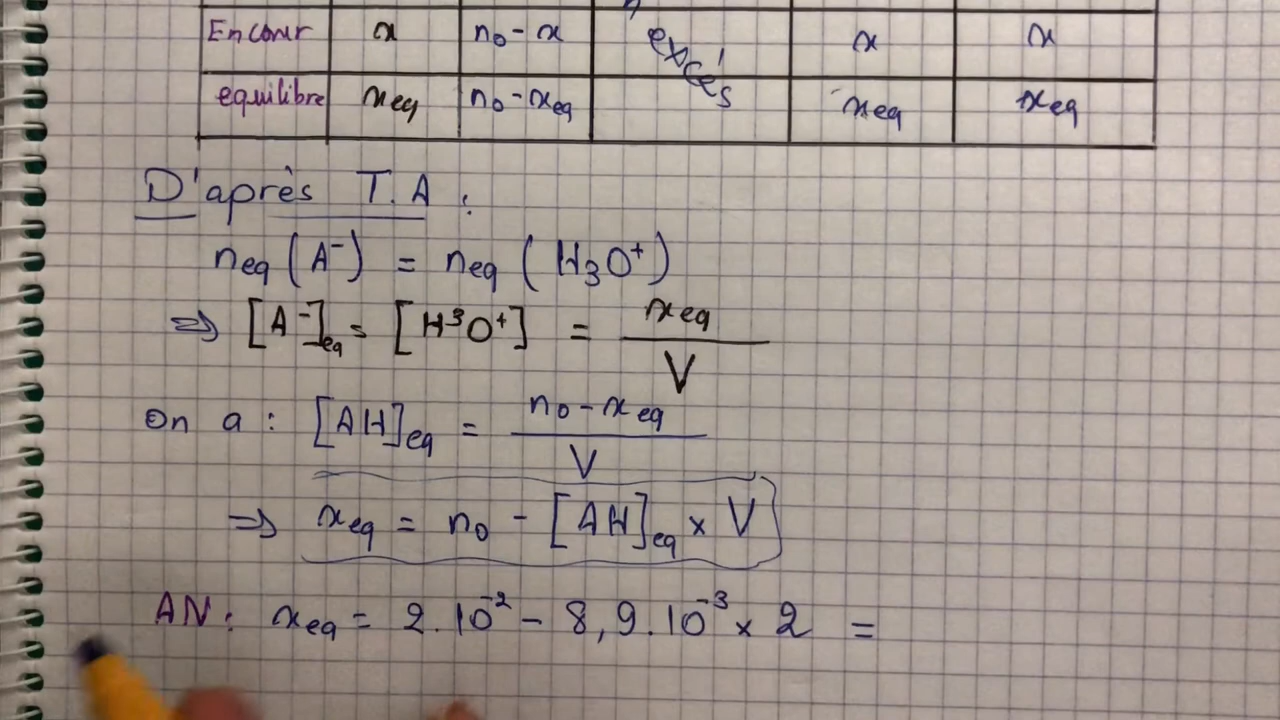 En cour x n₀ - x excès x x
equilibre xeq n₀ - xeq xeq xeq
D'après T.A :
neq (A⁻) = neq (H₃O⁺)
⇒ [A⁻]eq = [H³O⁺] = xeq / V
on a : [AH]eq = n₀ - xeq / V
⇒ xeq = n₀ - [AH]eq × V
AN : xeq = 2.10⁻² - 8,9.10⁻³ × 2 =